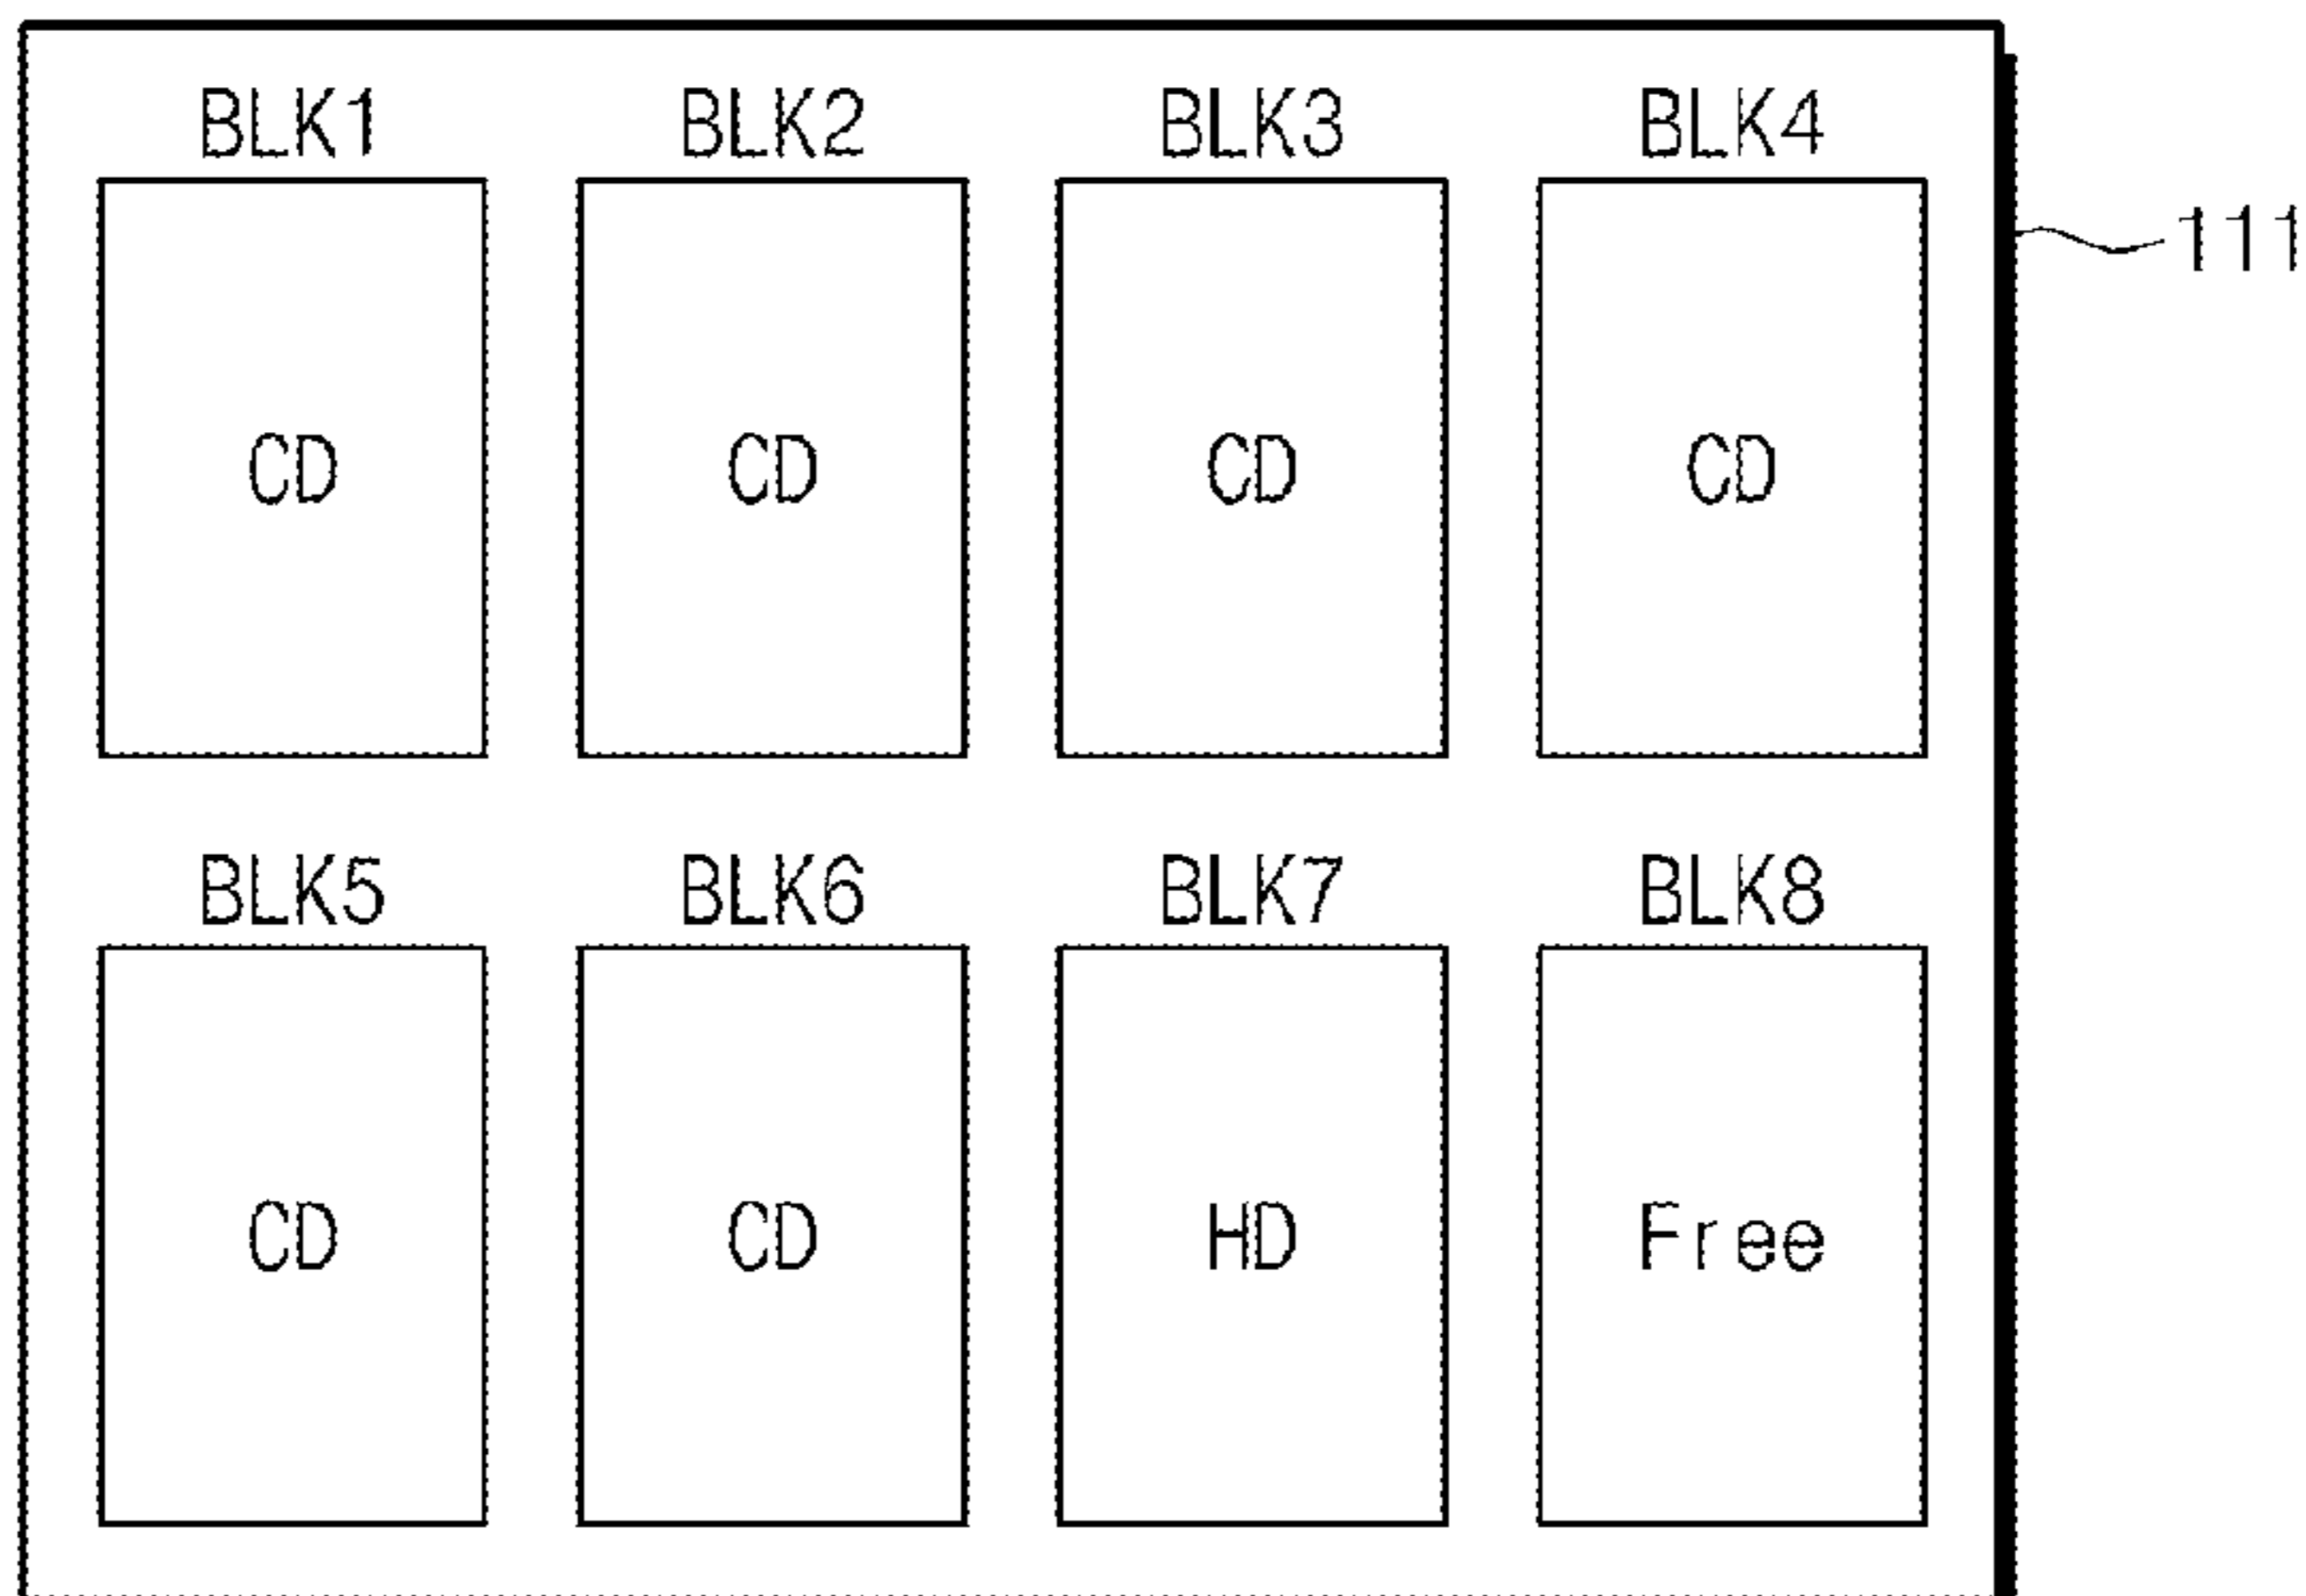 BLK1 BLK2 BLK3 BLK4
111
CD CD CD CD
BLK5 BLK6 BLK7 BLK8
CD CD HD Free